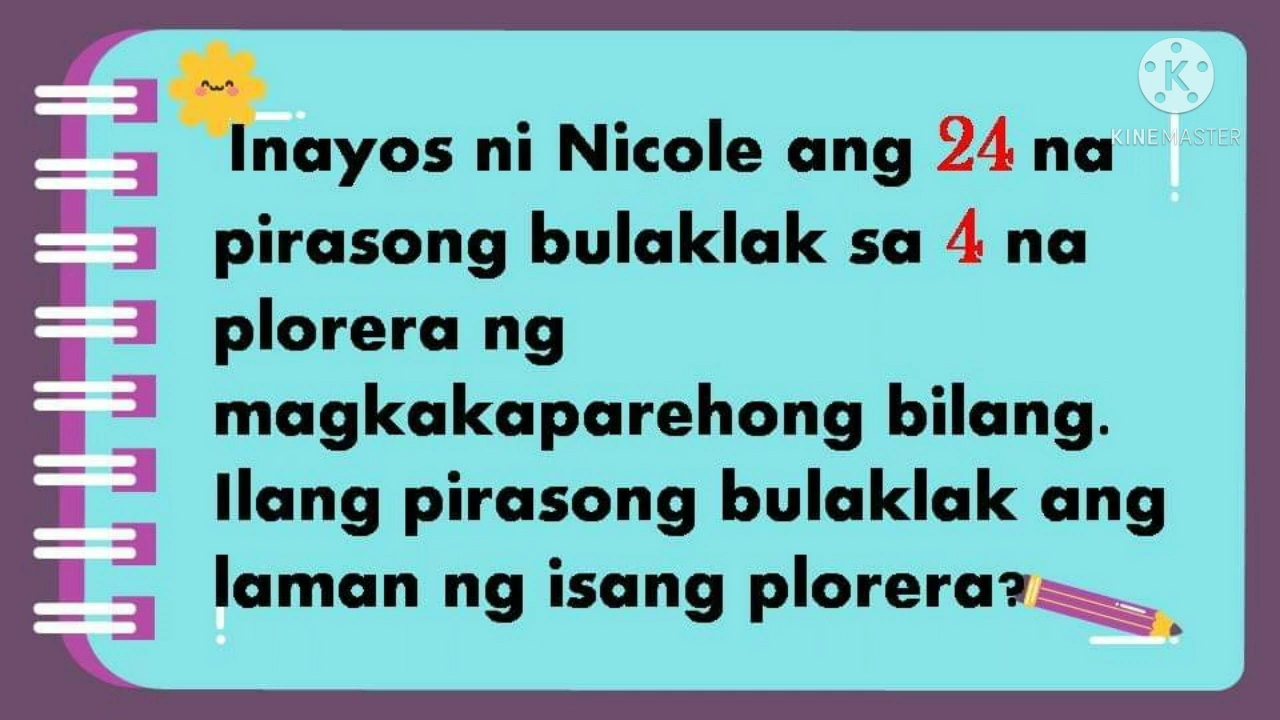 Inayos ni Nicole ang 24 na
pirasong bulaklak sa 4 na
plorera ng
magkakaparehong bilang.
Ilang pirasong bulaklak ang
laman ng isang plorera?
K
KINEMASTER